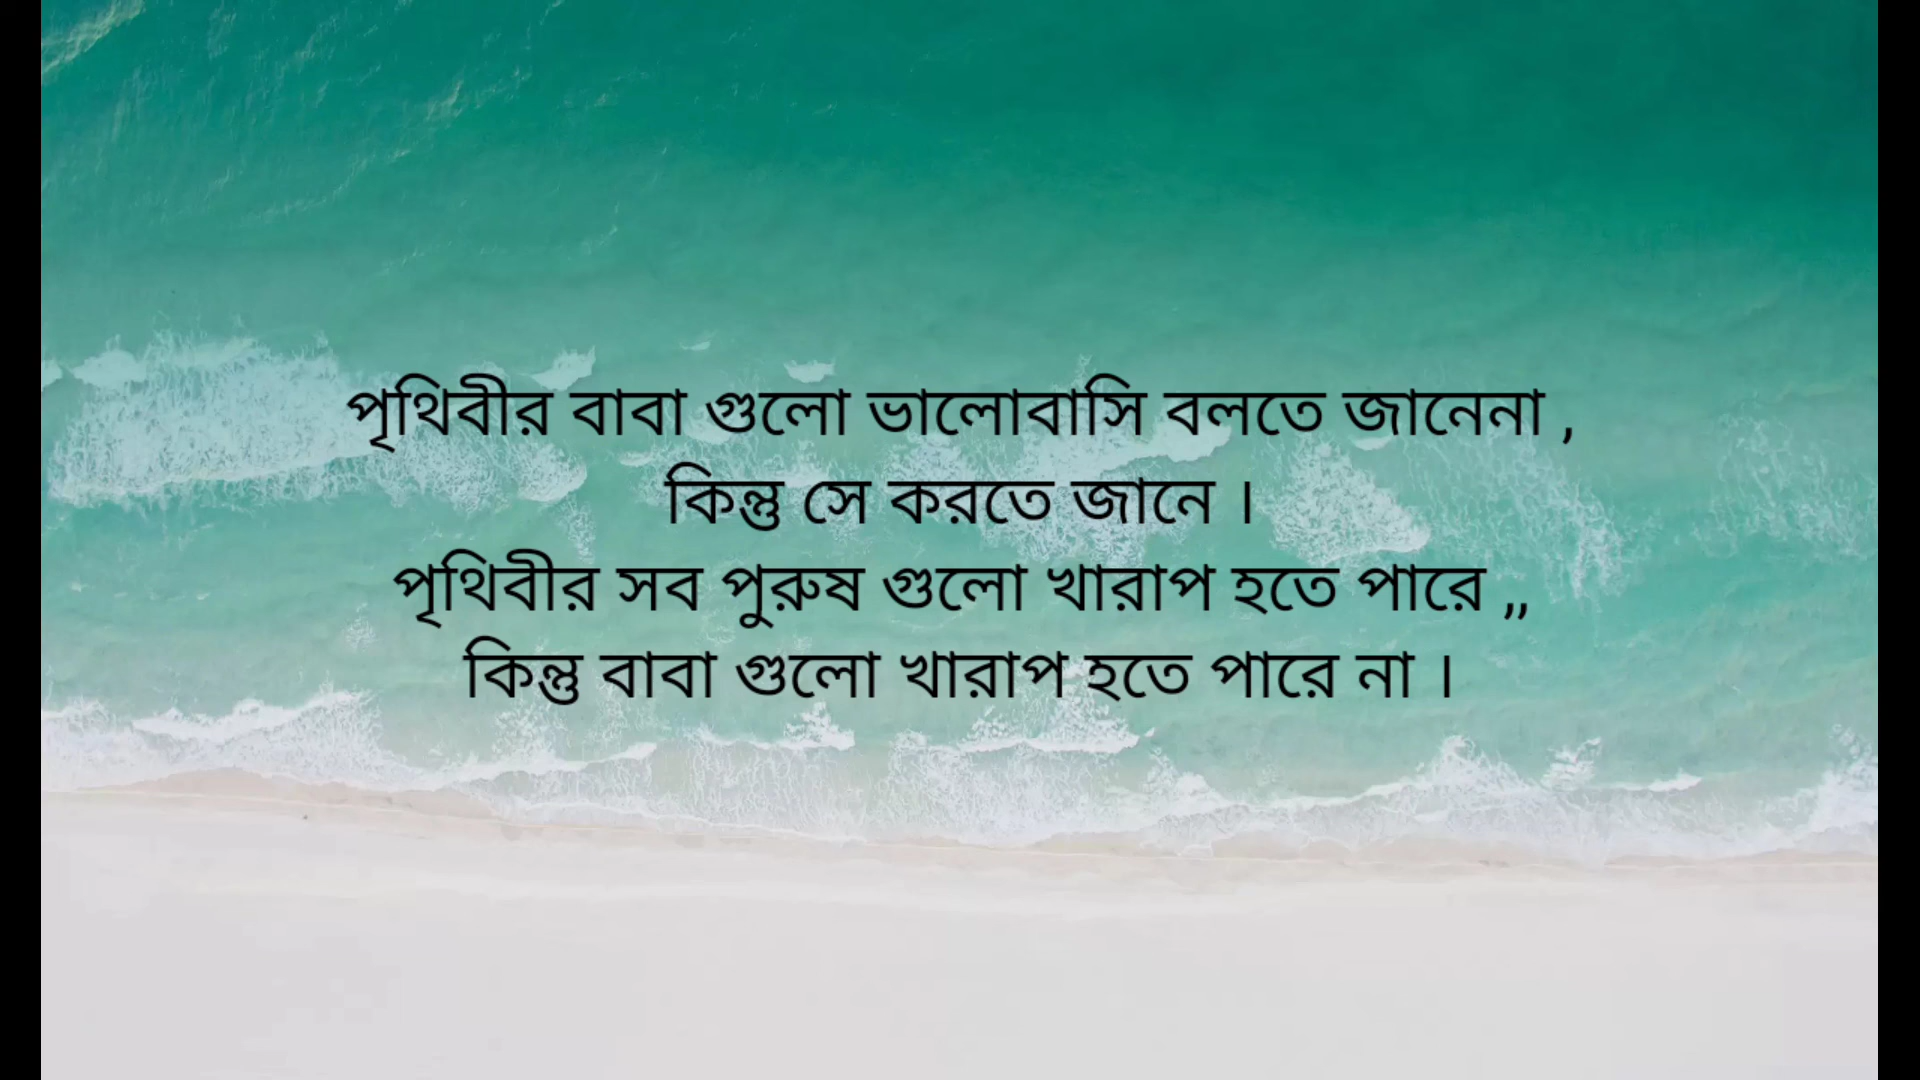 পৃথিবীর বাবা গুলো ভালোবাসি বলতে জানেনা ,
কিন্তু সে করতে জানে ।
পৃথিবীর সব পুরুষ গুলো খারাপ হতে পারে ,,
কিন্তু বাবা গুলো খারাপ হতে পারে না ।